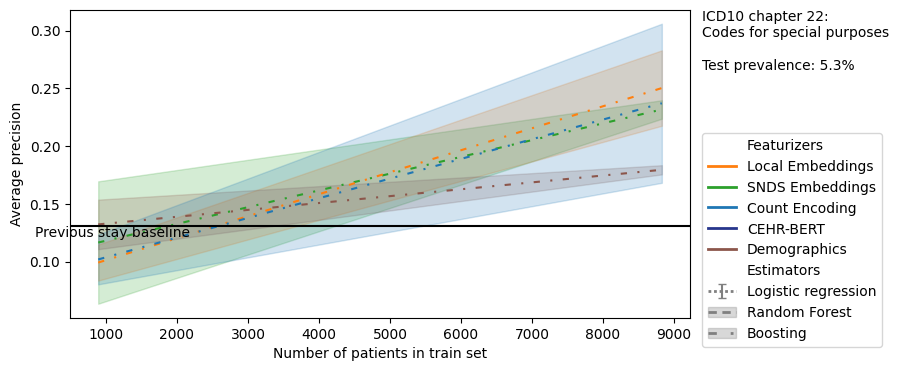 ICD10 chapter 22:
Codes for special purposes
Test prevalence: 5.3%
0.30
0.25
0.20
0.15
0.10
Average precision
Previous stay baseline
1000 2000 3000 4000 5000 6000 7000 8000 9000
Number of patients in train set
Featurizers
Local Embeddings
SNDS Embeddings
Count Encoding
CEHR-BERT
Demographics
Estimators
Logistic regression
Random Forest
Boosting